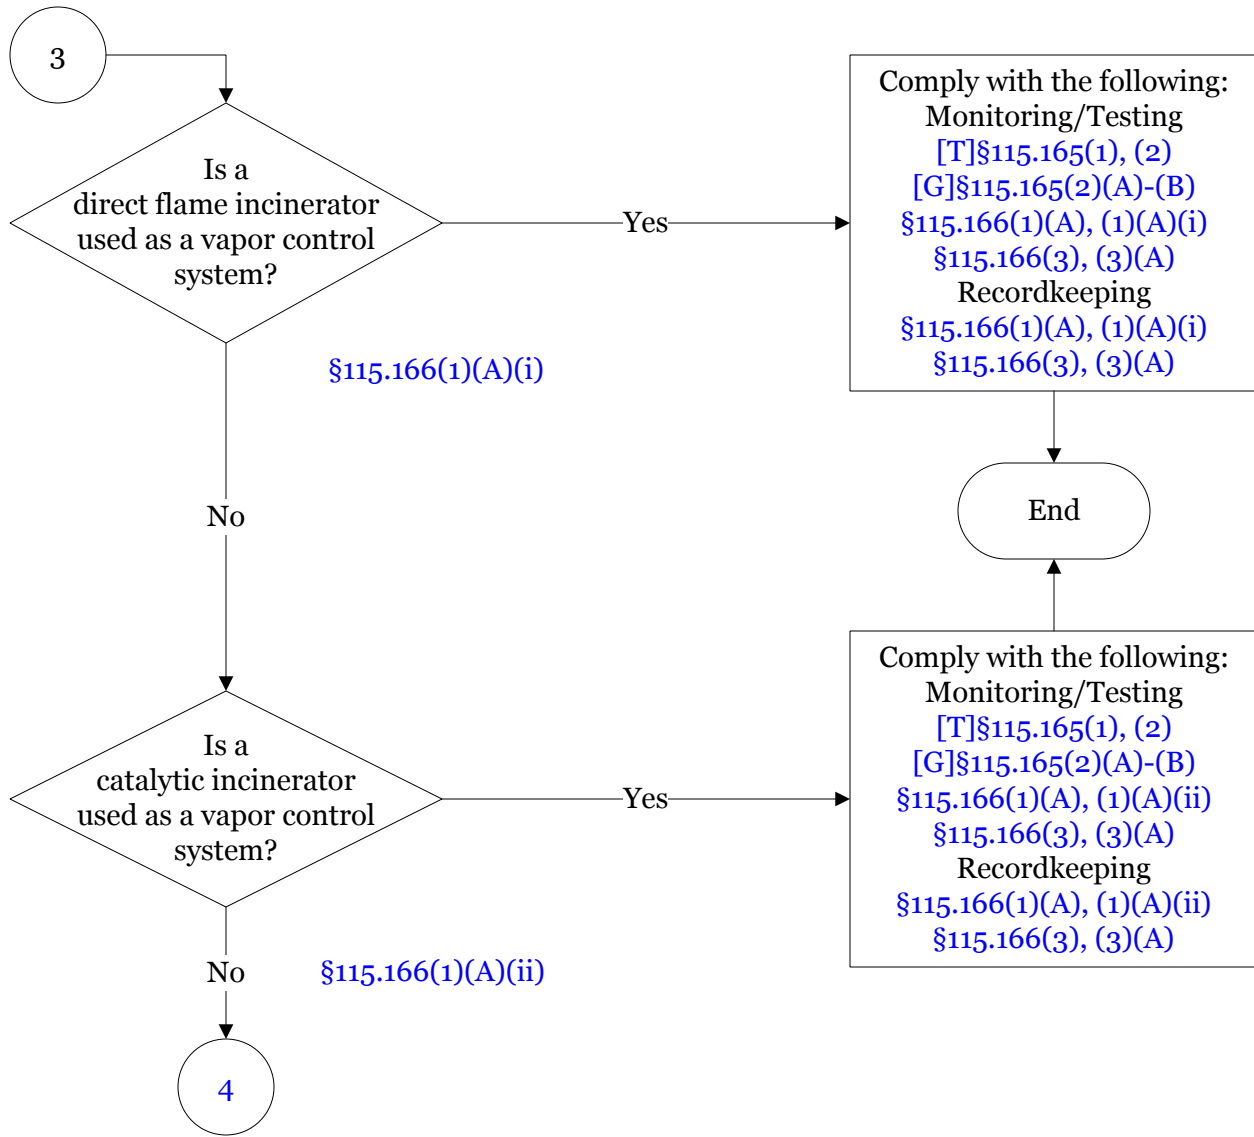 3
Is a
direct flame incinerator
used as a vapor control
system?
Yes
§115.166(1)(A)(i)
No
Comply with the following:
Monitoring/Testing
[T]§115.165(1), (2)
[G]§115.165(2)(A)-(B)
§115.166(1)(A), (1)(A)(i)
§115.166(3), (3)(A)
Recordkeeping
§115.166(1)(A), (1)(A)(i)
§115.166(3), (3)(A)
End
Is a
catalytic incinerator
used as a vapor control
system?
Yes
No
§115.166(1)(A)(ii)
4
Comply with the following:
Monitoring/Testing
[T]§115.165(1), (2)
[G]§115.165(2)(A)-(B)
§115.166(1)(A), (1)(A)(ii)
§115.166(3), (3)(A)
Recordkeeping
§115.166(1)(A), (1)(A)(ii)
§115.166(3), (3)(A)